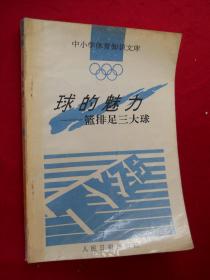 中小学体育知识文库
球的魅力
——篮排足三大球
人民日报出版社